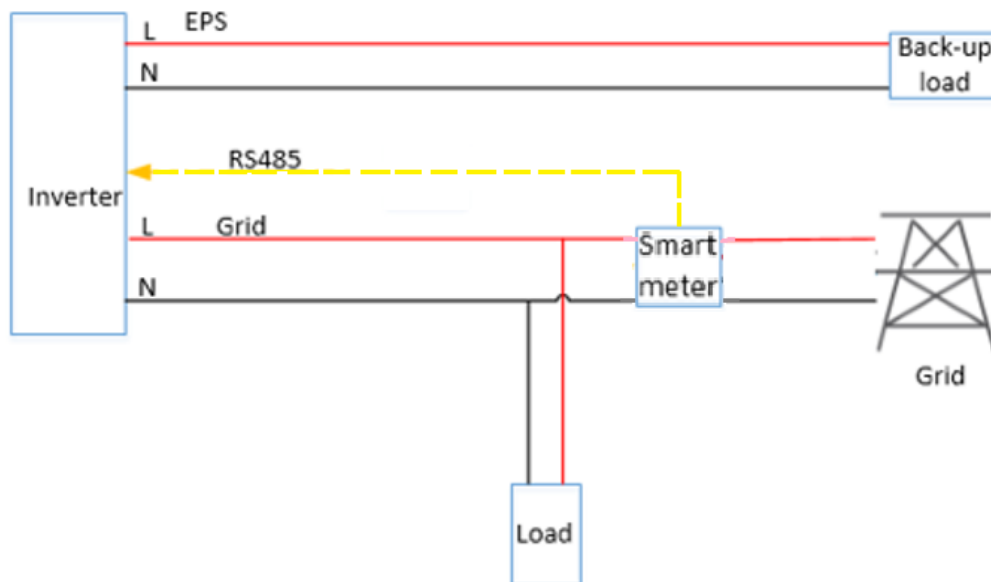 EPS
L
Back-up
load
N
RS485
Inverter
L
Grid
Smart
meter
N
Grid
Load